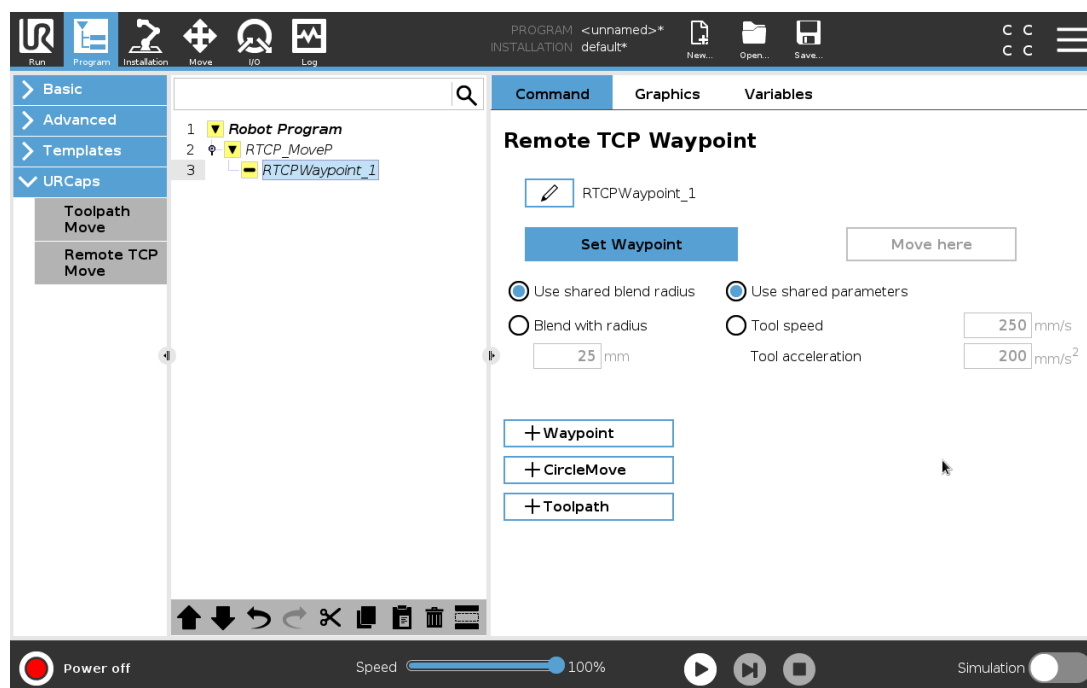 UR
PROGRAM <unnamed>*
INSTALLATION default*
C C
C C
Run Program Installation Move I/O Log New... Open... Save...
Basic
Advanced
Templates
URCaps
Toolpath
Move
Remote TCP
Move
1 Robot Program
2 RTCP_MoveP
3 RTCPWaypoint_1
Command Graphics Variables
Remote TCP Waypoint
RTCPWaypoint_1
Set Waypoint Move here
Use shared blend radius Use shared parameters
Blend with radius Tool speed 250 mm/s
25 mm Tool acceleration 200 mm/s²
+ Waypoint
+ CircleMove
+ Toolpath
Power off Speed 100% Simulation